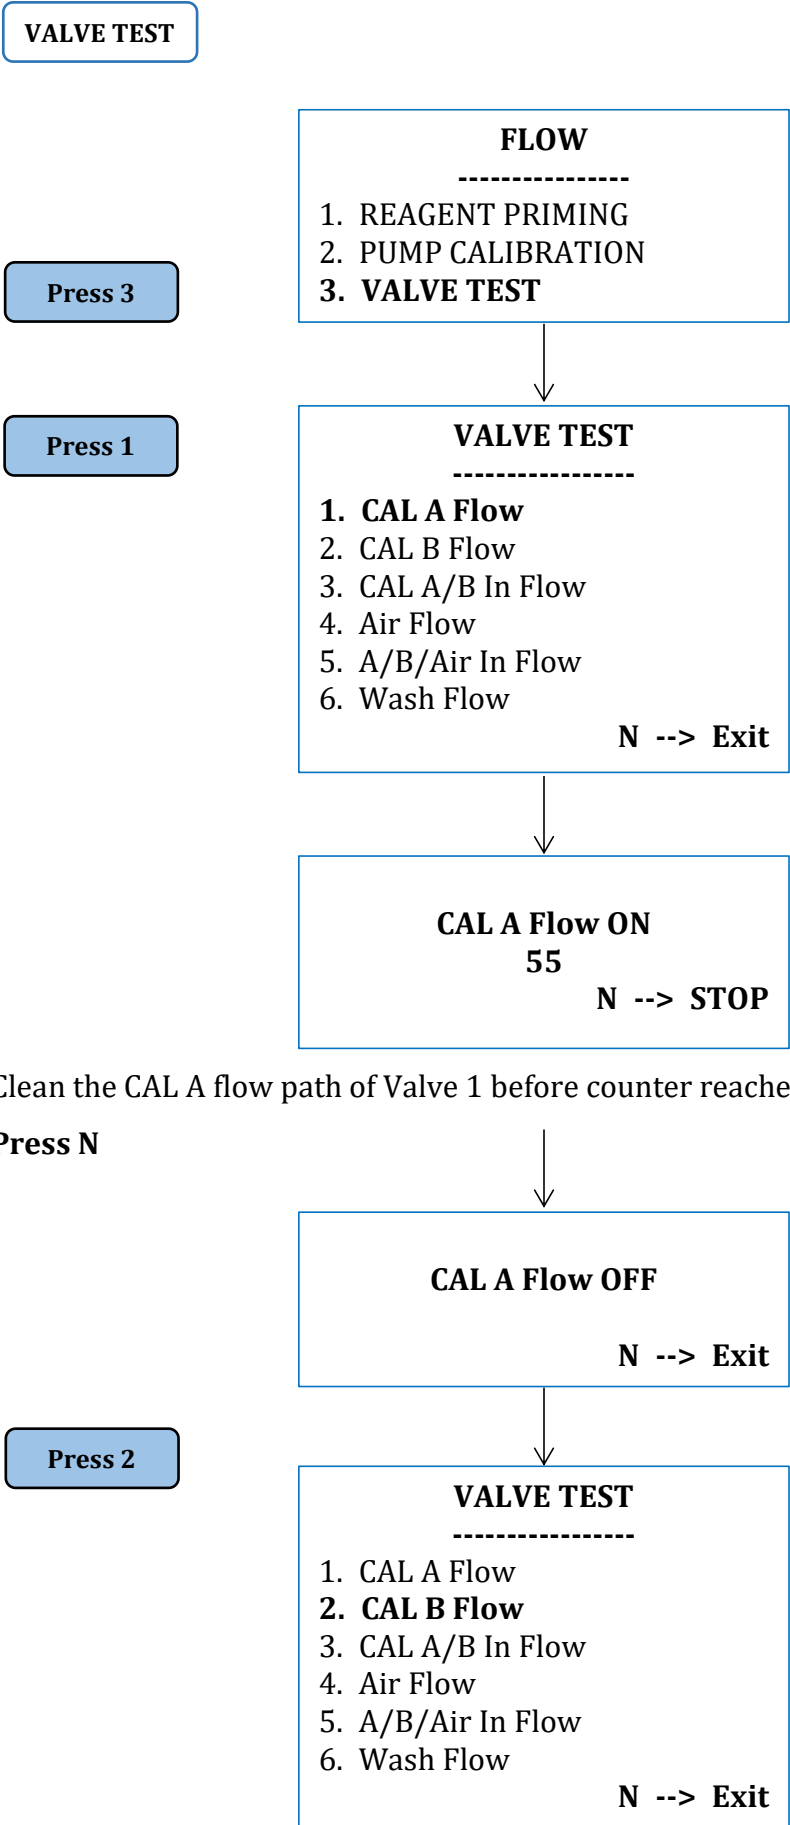 VALVE TEST
FLOW
----------------
1. REAGENT PRIMING
2. PUMP CALIBRATION
Press 3
3. VALVE TEST
Press 1
VALVE TEST
-----------------
1. CAL A Flow
2. CAL B Flow
3. CAL A/B In Flow
4. Air Flow
5. A/B/Air In Flow
6. Wash Flow
N --> Exit
CAL A Flow ON
55
N --> STOP
Clean the CAL A flow path of Valve 1 before counter reache
Press N
CAL A Flow OFF
N --> Exit
Press 2
VALVE TEST
-----------------
1. CAL A Flow
2. CAL B Flow
3. CAL A/B In Flow
4. Air Flow
5. A/B/Air In Flow
6. Wash Flow
N --> Exit